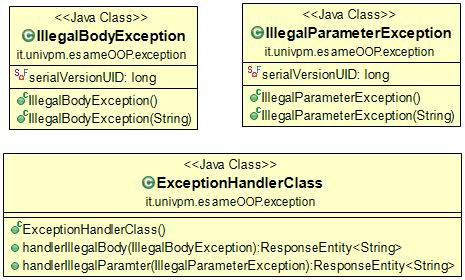 <<Java Class>>
IllegalBodyException
it.univpm.esameOOP.exception
serialVersionUID: long
IllegalBodyException()
IllegalBodyException(String)
<<Java Class>>
IllegalParameterException
it.univpm.esameOOP.exception
serialVersionUID: long
IllegalParameterException()
IllegalParameterException(String)
<<Java Class>>
ExceptionHandlerClass
it.univpm.esameOOP.exception
ExceptionHandlerClass()
handlerIllegalBody(IllegalBodyException):ResponseEntity<String>
handlerIllegalParamter(IllegalParameterException):ResponseEntity<String>